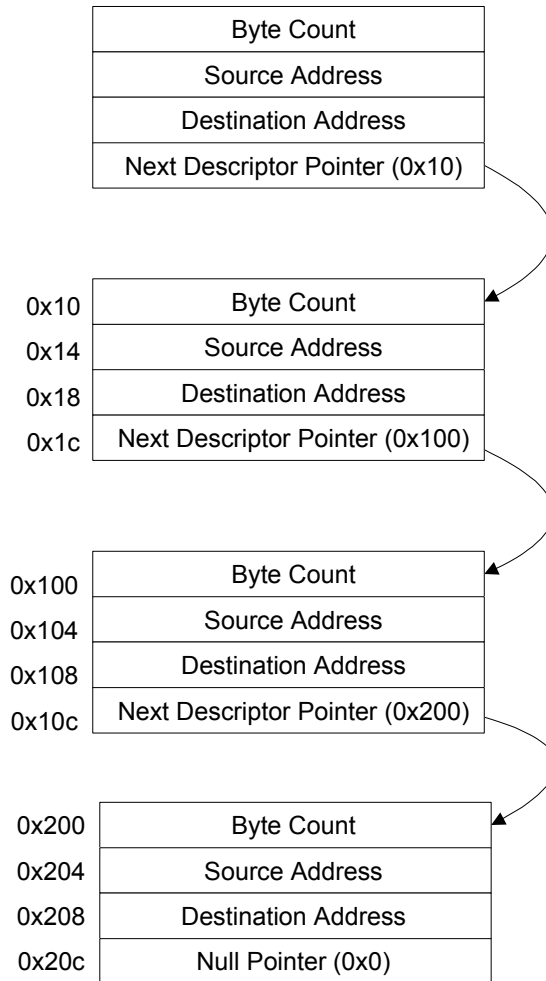 Byte Count
Source Address
Destination Address
Next Descriptor Pointer (0x10)
0x10 Byte Count
0x14 Source Address
0x18 Destination Address
0x1c Next Descriptor Pointer (0x100)
0x100 Byte Count
0x104 Source Address
0x108 Destination Address
0x10c Next Descriptor Pointer (0x200)
0x200 Byte Count
0x204 Source Address
0x208 Destination Address
0x20c Null Pointer (0x0)